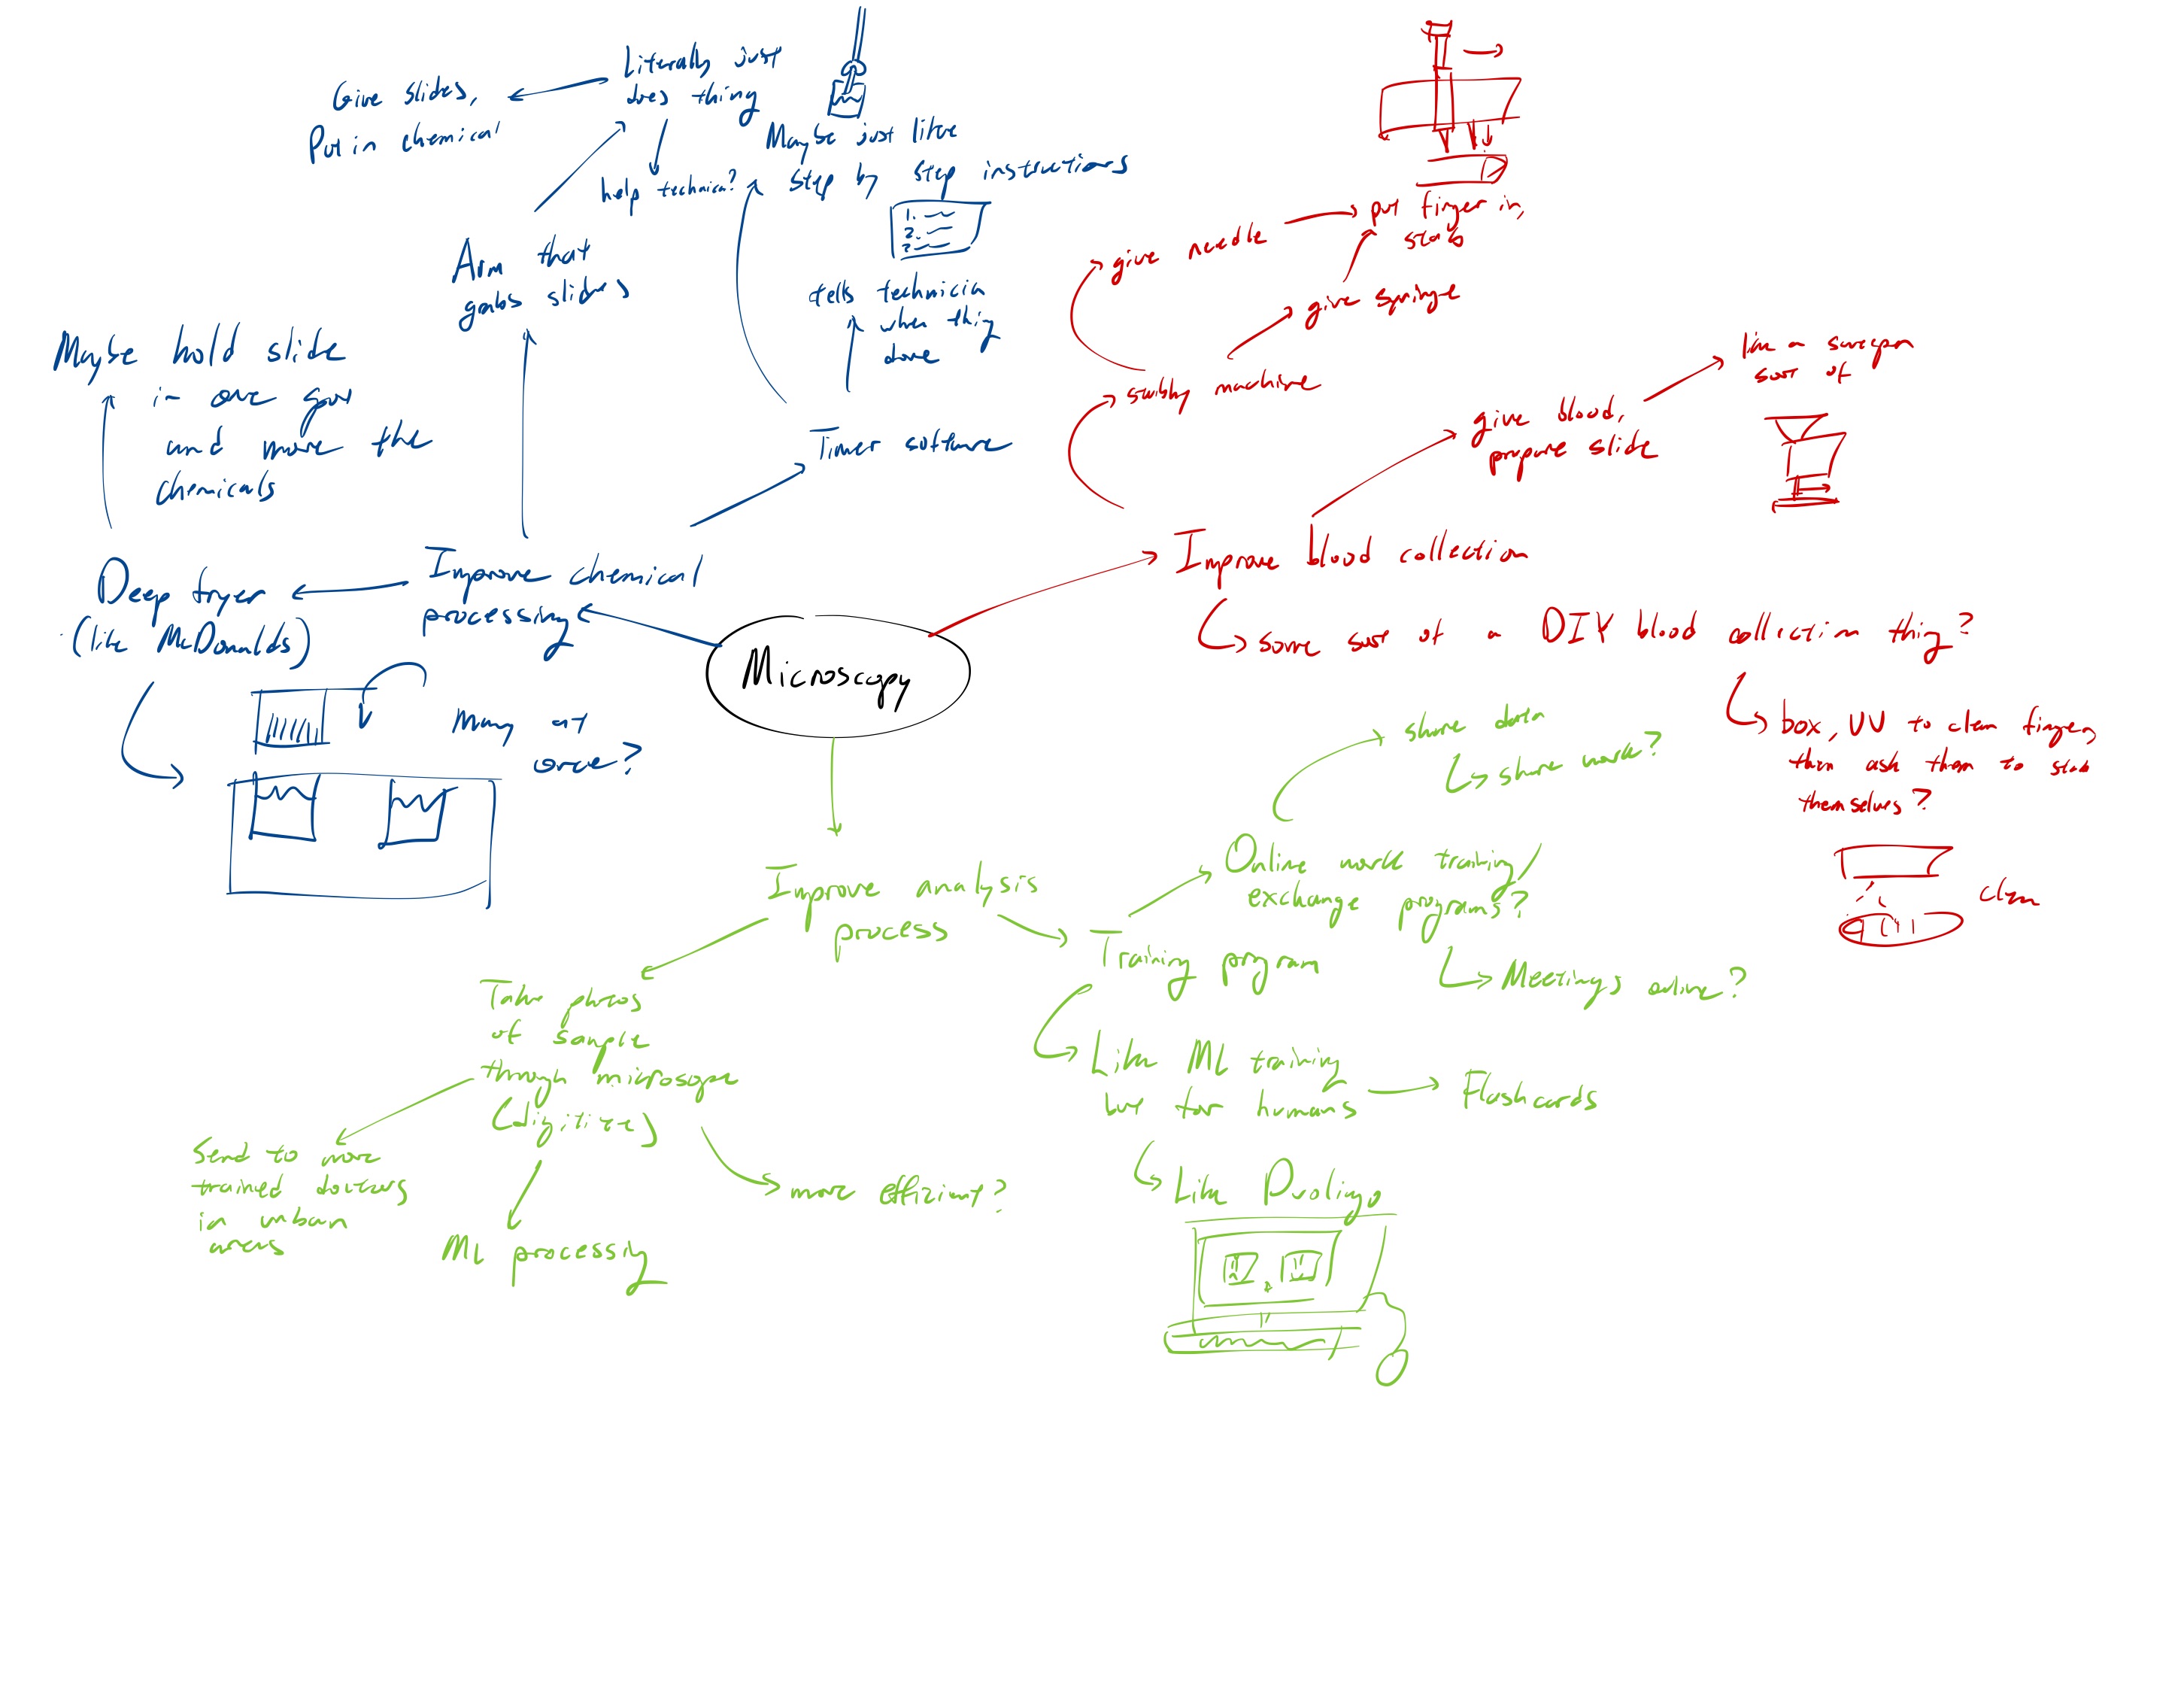 Literally just
does thing
Give slides,
Put in chemical
help technicia?
Maybe just like
a step by step instructions
1.
2.
3.
Arm that
grabs slides
tells technicia
when thing
done
Timer software
Maybe hold slide
in one spot
and move the
chemicals
Deep fryer
(like McDonalds)
Improve chemical
processing
Many at
once?
Microscopy
put finger in,
stab
give needle
give syringe
stabby machine
like a
sort of
give blood,
prepare slide
Improve blood collection
some sort of a DIY blood collection thing?
box, UV to clean finger,
then ask them to stab
themselves?
clean
share data
share work?
Online work training/
exchange programs?
Meetings online?
Improve analysis
process
Training program
Like ML training
but for humans
Flashcards
Like Duolingo
Take photos
of sample
through microscope
(digitize)
Send to more
trained doctors
in urban
areas
ML processing
more efficient?